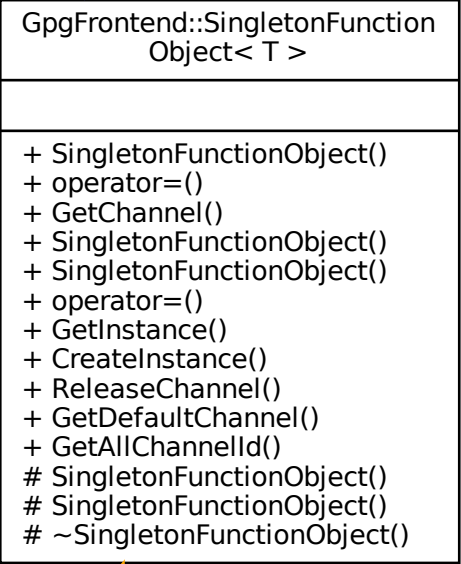 GpgFrontend::SingletonFunction
Object< T >
+ SingletonFunctionObject()
+ operator=()
+ GetChannel()
+ SingletonFunctionObject()
+ SingletonFunctionObject()
+ operator=()
+ GetInstance()
+ CreateInstance()
+ ReleaseChannel()
+ GetDefaultChannel()
+ GetAllChannelId()
# SingletonFunctionObject()
# SingletonFunctionObject()
# ~SingletonFunctionObject()